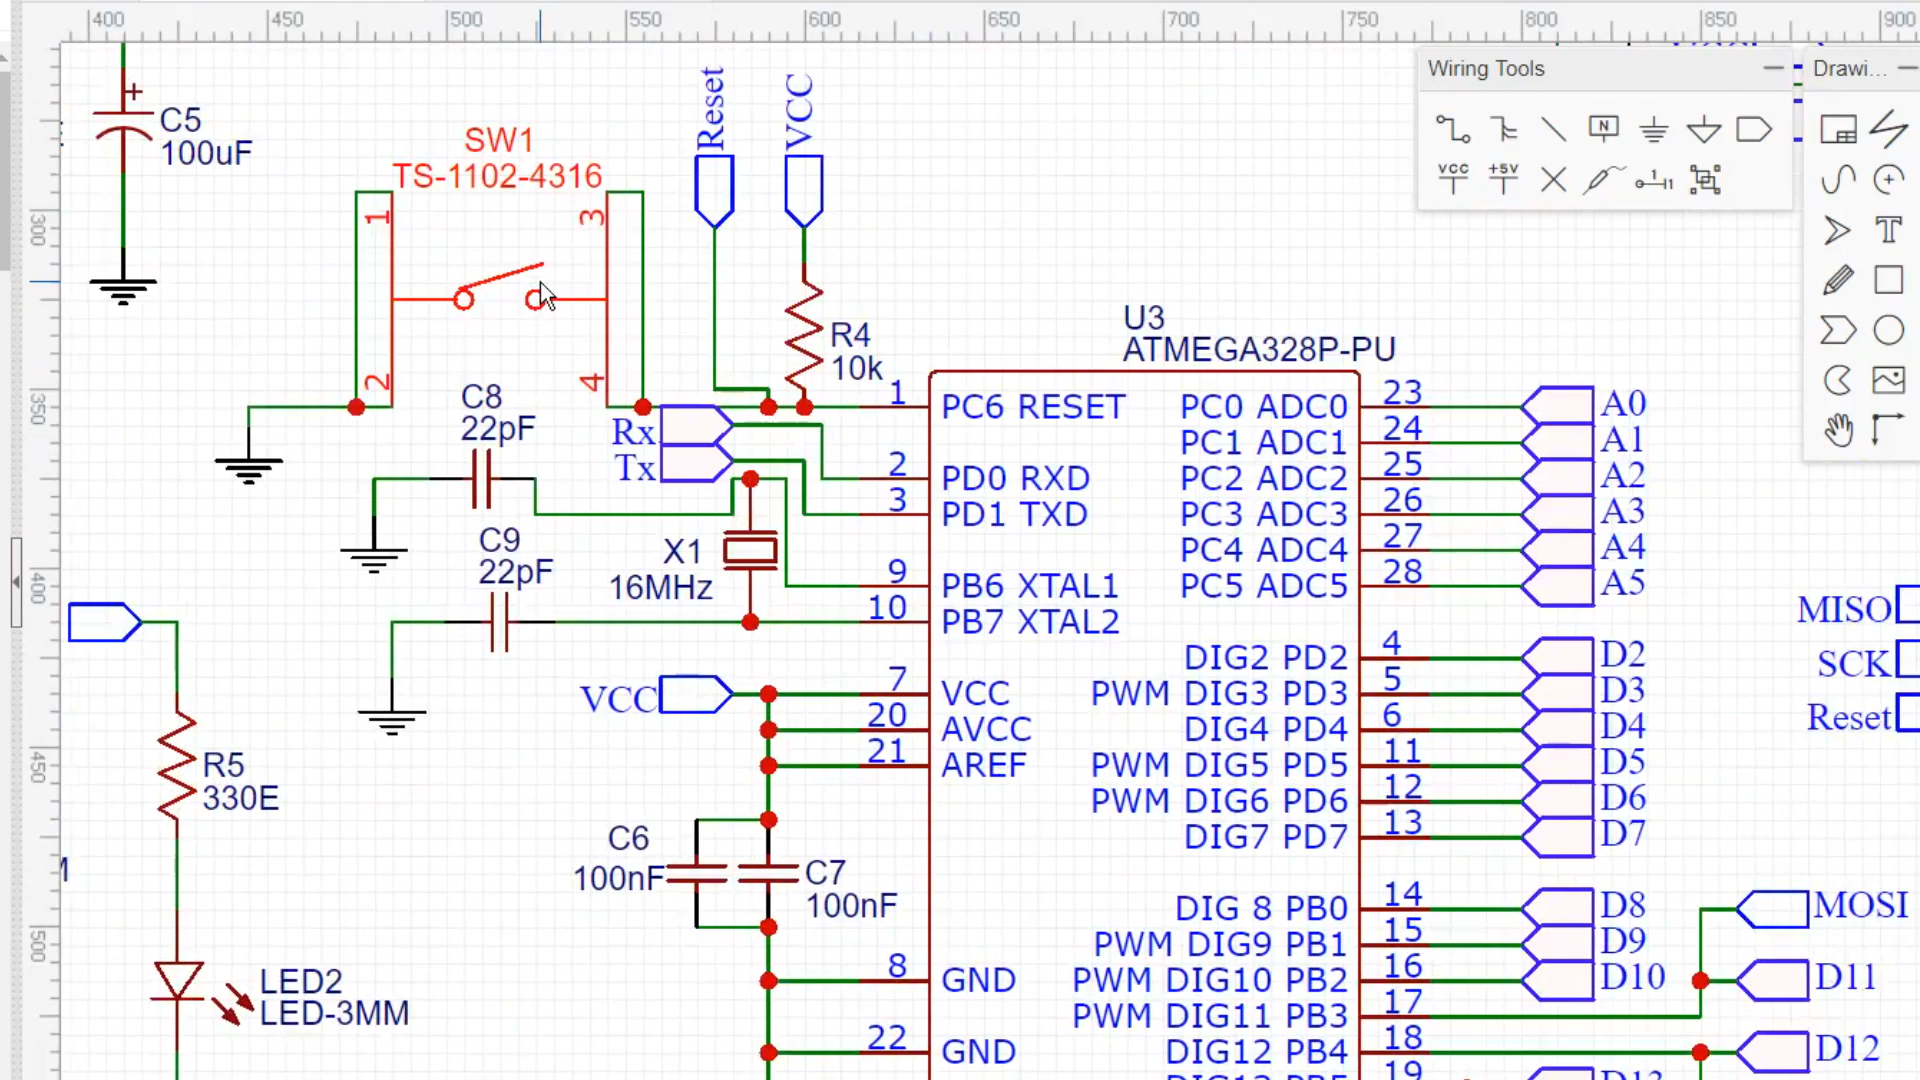 400 450 500 550 600 650 700 750 800 850 900
Wiring Tools
Drawi...
N
VCC
+5V
T
300
350
400
450
500
+
C5
100uF
SW1
TS-1102-4316
1
2
3
4
Reset
VCC
R4
10k
C8
22pF
C9
22pF
Rx
Tx
X1
16MHz
VCC
R5
330E
C6
100nF
C7
100nF
LED2
LED-3MM
U3
ATMEGA328P-PU
1 PC6 RESET
2 PD0 RXD
3 PD1 TXD
9 PB6 XTAL1
10 PB7 XTAL2
7 VCC
20 AVCC
21 AREF
8 GND
22 GND
PC0 ADC0 23 A0
PC1 ADC1 24 A1
PC2 ADC2 25 A2
PC3 ADC3 26 A3
PC4 ADC4 27 A4
PC5 ADC5 28 A5
DIG2 PD2 4 D2
PWM DIG3 PD3 5 D3
DIG4 PD4 6 D4
PWM DIG5 PD5 11 D5
PWM DIG6 PD6 12 D6
DIG7 PD7 13 D7
DIG 8 PB0 14 D8
PWM DIG9 PB1 15 D9
PWM DIG10 PB2 16 D10
PWM DIG11 PB3 17
DIG12 PB4 18
19
MISO
SCK
Reset
MOSI
D11
D12